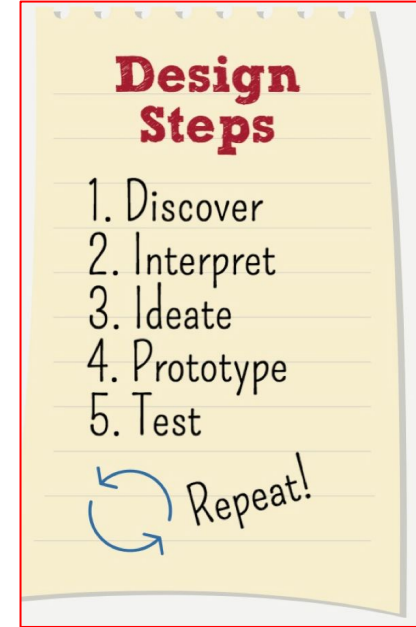 Design
Steps
1. Discover
2. Interpret
3. Ideate
4. Prototype
5. Test
Repeat!